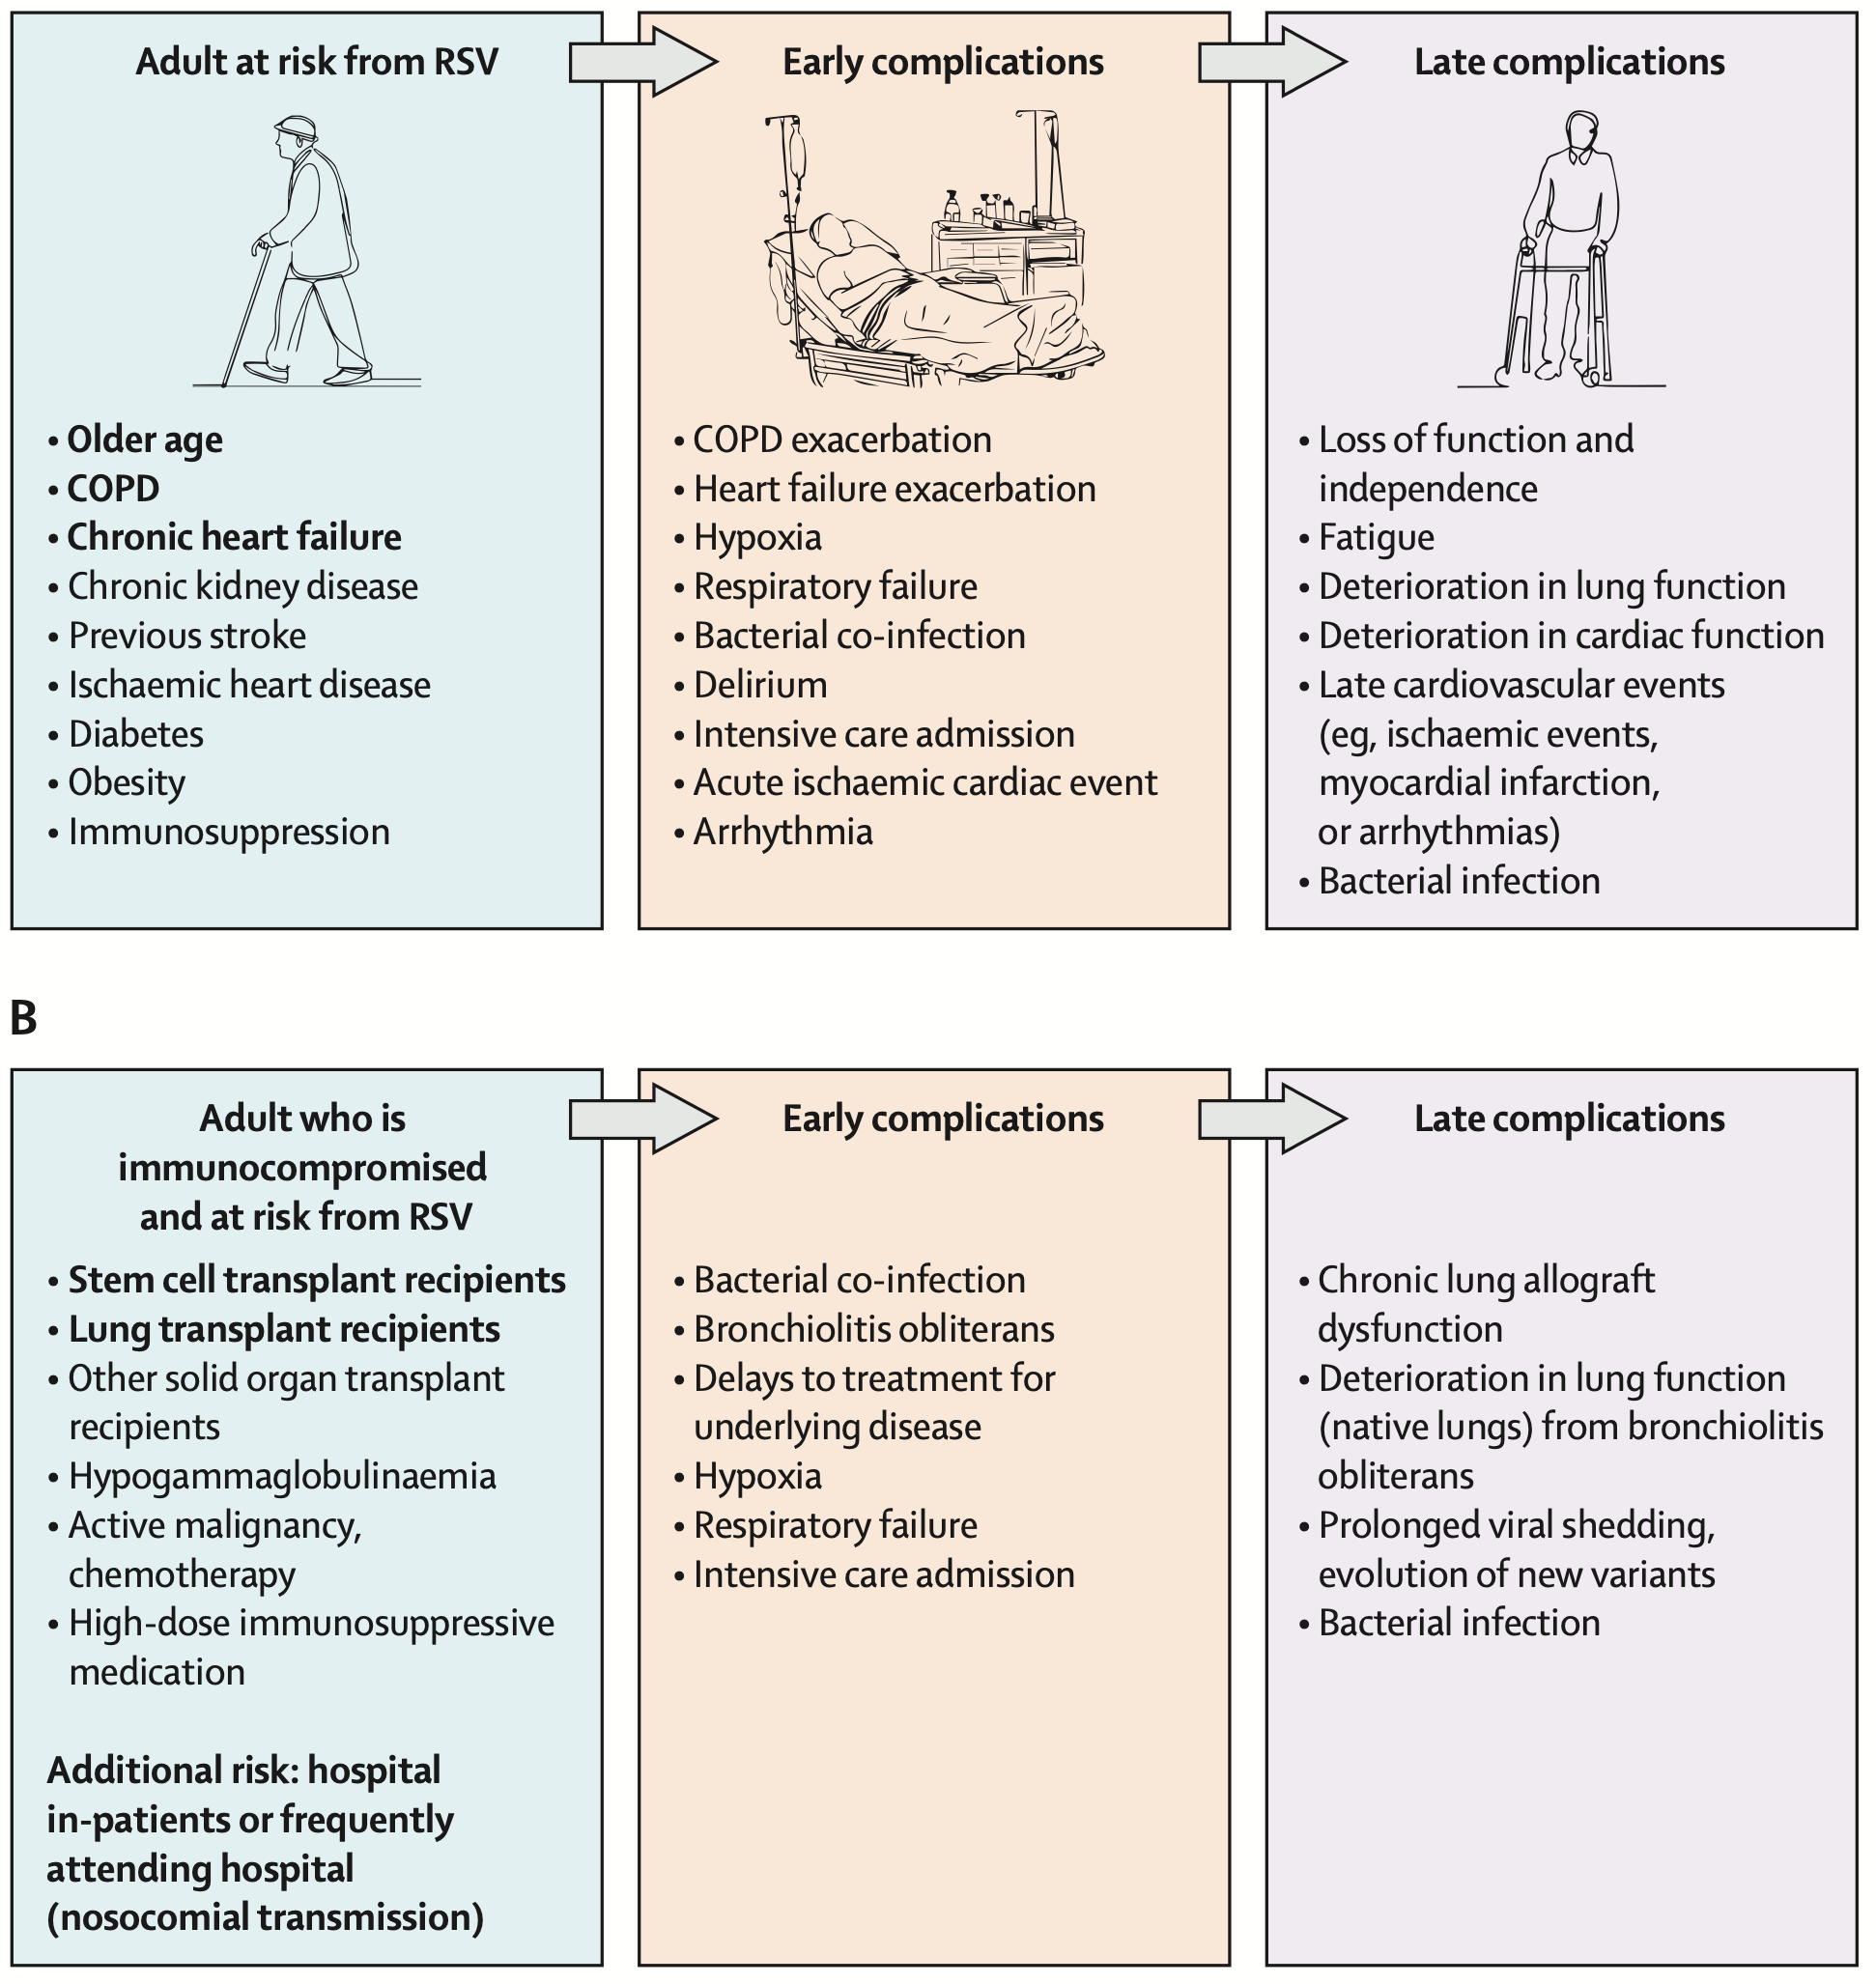 Adult at risk from RSV
• Older age
• COPD
• Chronic heart failure
• Chronic kidney disease
• Previous stroke
• Ischaemic heart disease
• Diabetes
• Obesity
• Immunosuppression
Early complications
• COPD exacerbation
• Heart failure exacerbation
• Hypoxia
• Respiratory failure
• Bacterial co-infection
• Delirium
• Intensive care admission
• Acute ischaemic cardiac event
• Arrhythmia
Late complications
• Loss of function and
independence
• Fatigue
• Deterioration in lung function
• Deterioration in cardiac function
• Late cardiovascular events
(eg, ischaemic events,
myocardial infarction,
or arrhythmias)
• Bacterial infection
B
Adult who is
immunocompromised
and at risk from RSV
• Stem cell transplant recipients
• Lung transplant recipients
• Other solid organ transplant
recipients
• Hypogammaglobulinaemia
• Active malignancy,
chemotherapy
• High-dose immunosuppressive
medication
Additional risk: hospital
in-patients or frequently
attending hospital
(nosocomial transmission)
Early complications
• Bacterial co-infection
• Bronchiolitis obliterans
• Delays to treatment for
underlying disease
• Hypoxia
• Respiratory failure
• Intensive care admission
Late complications
• Chronic lung allograft
dysfunction
• Deterioration in lung function
(native lungs) from bronchiolitis
obliterans
• Prolonged viral shedding,
evolution of new variants
• Bacterial infection